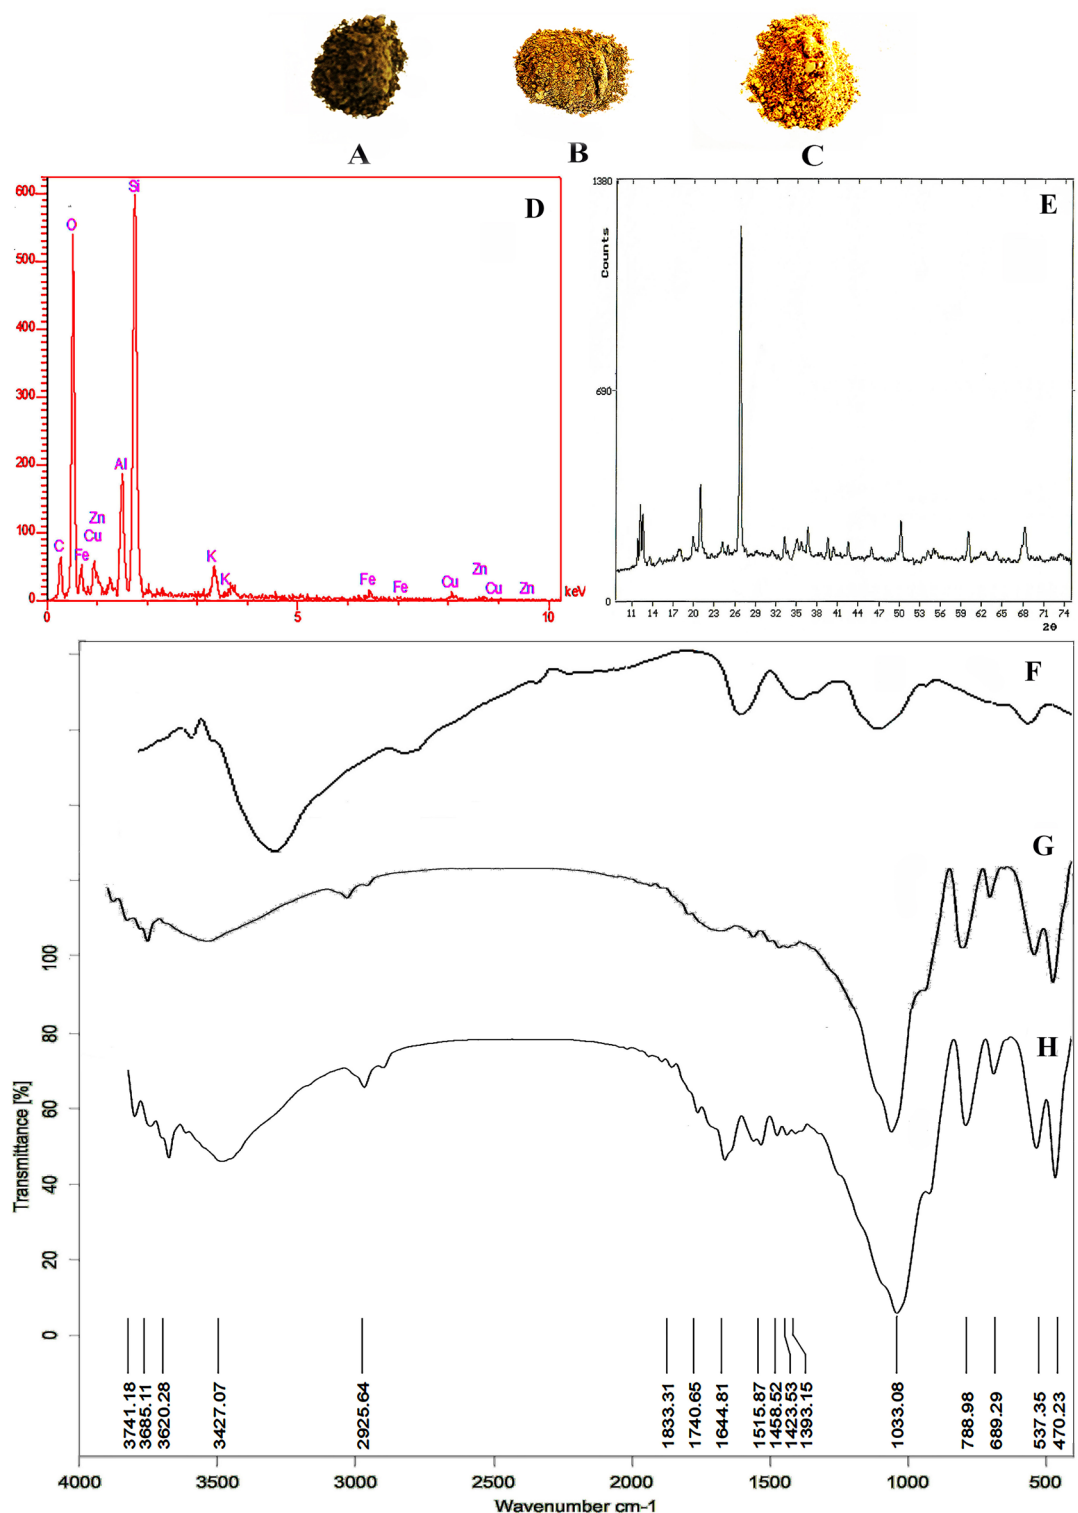 A
B
C
D
600
500
400
300
200
100
0
Si
O
Al
Zn
Cu
C
Fe
K
K
Fe
Fe
Cu
Zn
Cu
Zn
keV
0
5
10
E
1380
690
0
Counts
11 14 17 20 23 26 29 32 35 38 41 44 47 50 53 56 59 62 65 68 71 74
2θ
F
G
H
Transmittance [%]
100
80
60
40
20
0
3741.18
3685.11
3620.28
3427.07
2925.64
1833.31
1740.65
1644.81
1515.87
1458.52
1423.53
1393.15
1033.08
788.98
689.29
537.35
470.23
4000 3500 3000 2500 2000 1500 1000 500
Wavenumber cm-1